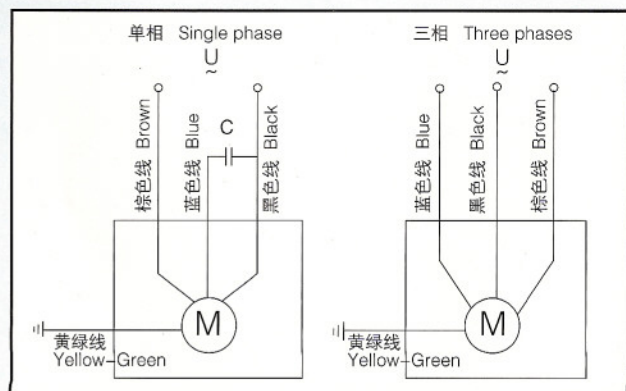 单相 Single phase
U
~
棕色线 Brown
蓝色线 Blue
C
黑色线 Black
M
黄绿线
Yellow-Green
三相 Three phases
U
~
蓝色线 Blue
黑色线 Black
棕色线 Brown
M
黄绿线
Yellow-Green